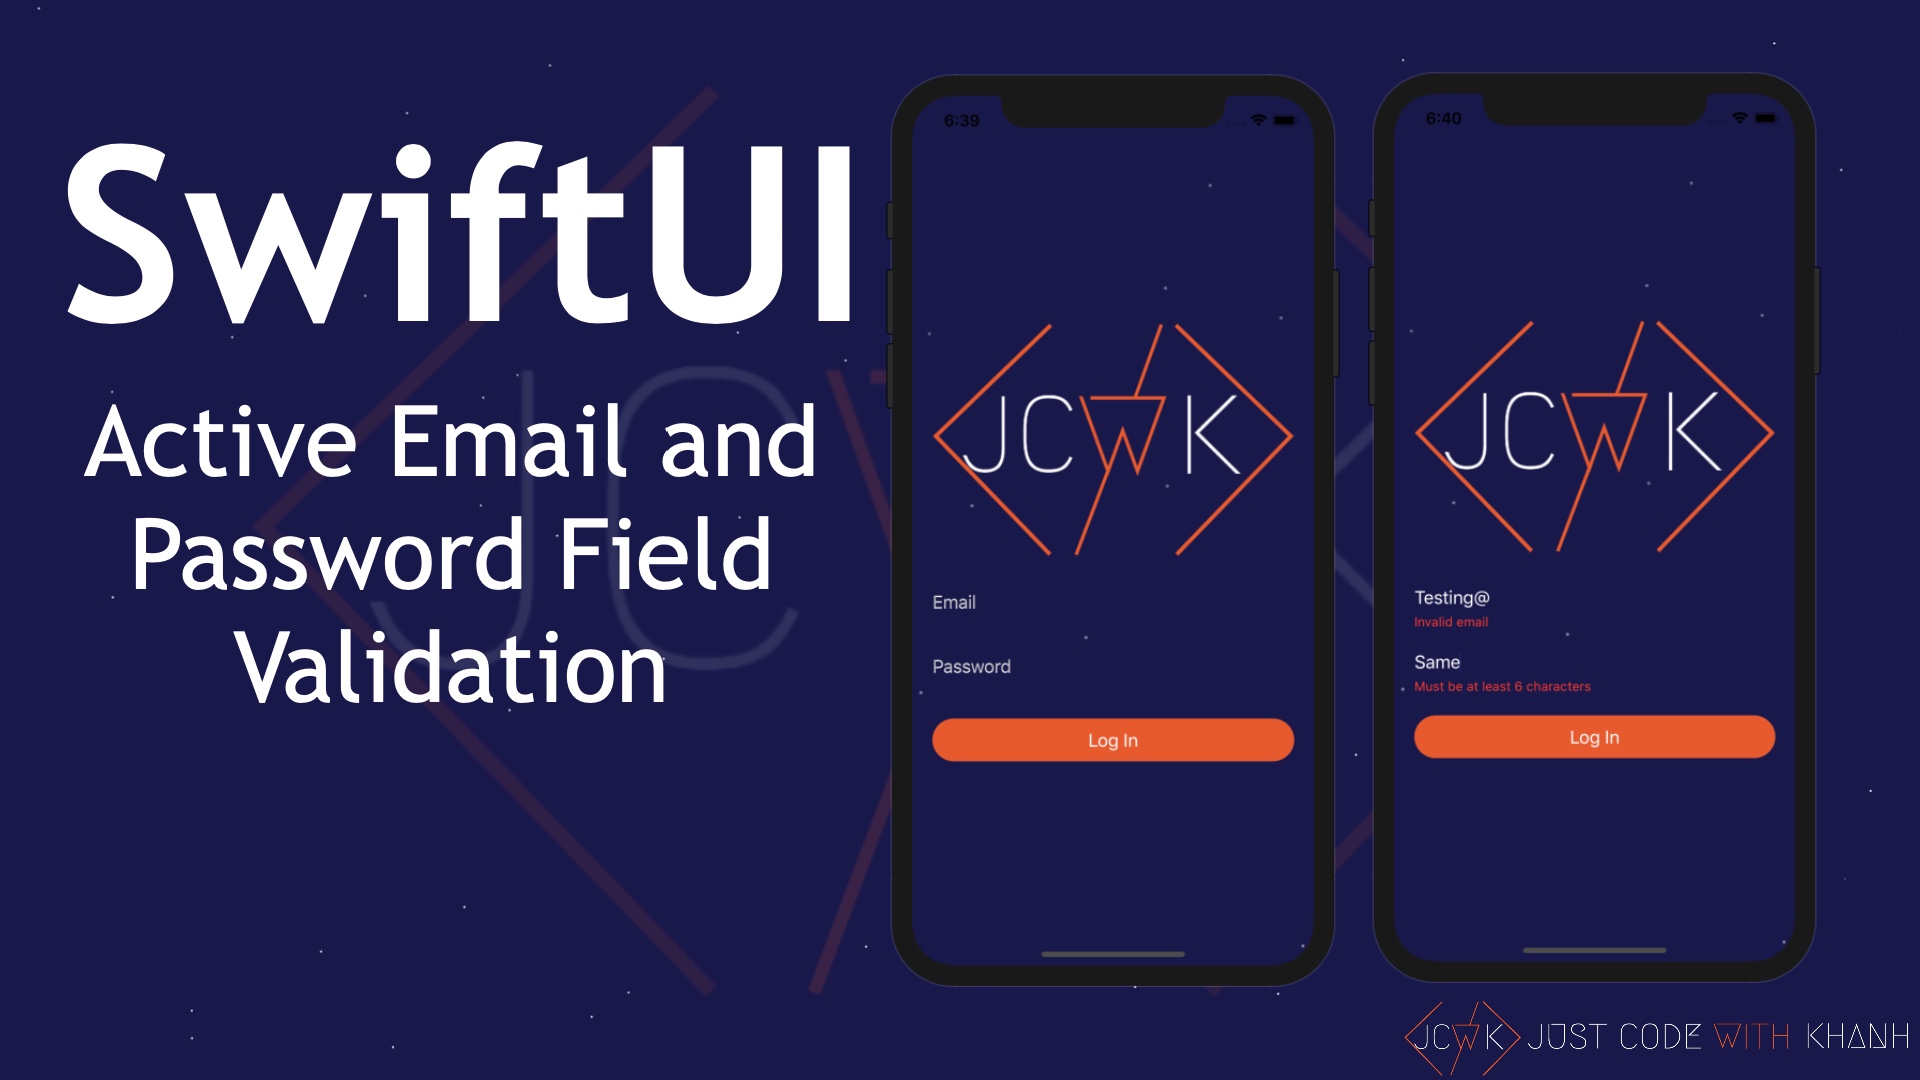 SwiftUI
Active Email and
Password Field
Validation
6:39
JCWK
Email
Password
Log In
6:40
JCWK
Testing@
Invalid email
Same
Must be at least 6 characters
Log In
JCWK JUST CODE WITH KHANH